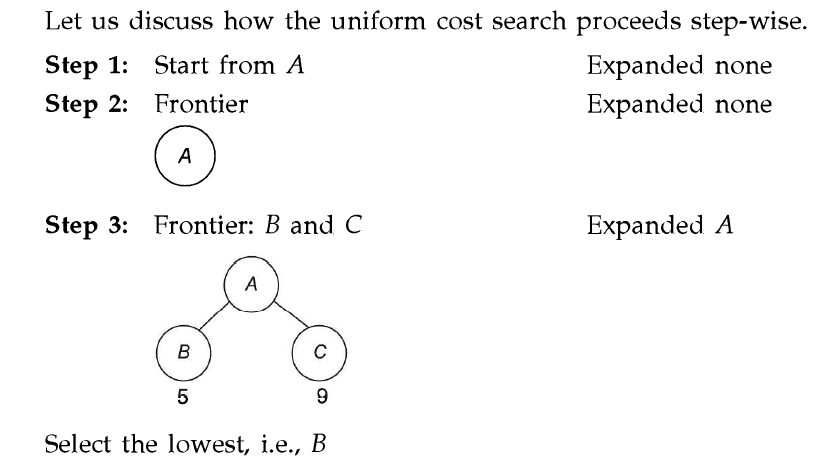 Let us discuss how the uniform cost search proceeds step-wise.
Step 1: Start from A Expanded none
Step 2: Frontier Expanded none
A
Step 3: Frontier: B and C Expanded A
A
B C
5 9
Select the lowest, i.e., B